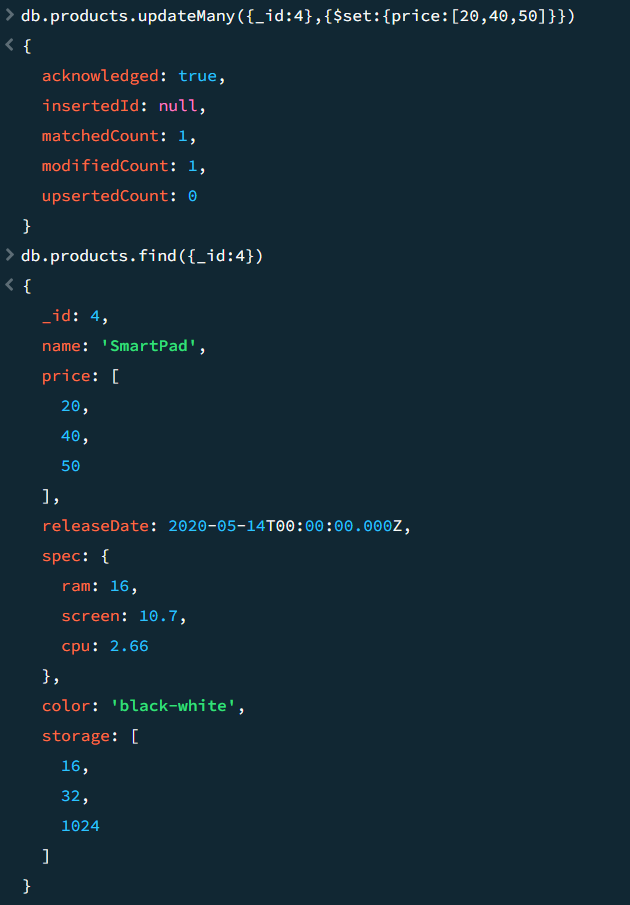 > db.products.updateMany({_id:4},{$set:{price:[20,40,50]}})
< {
acknowledged: true,
insertedId: null,
matchedCount: 1,
modifiedCount: 1,
upsertedCount: 0
}
> db.products.find({_id:4})
< {
_id: 4,
name: 'SmartPad',
price: [
20,
40,
50
],
releaseDate: 2020-05-14T00:00:00.000Z,
spec: {
ram: 16,
screen: 10.7,
cpu: 2.66
},
color: 'black-white',
storage: [
16,
32,
1024
]
}